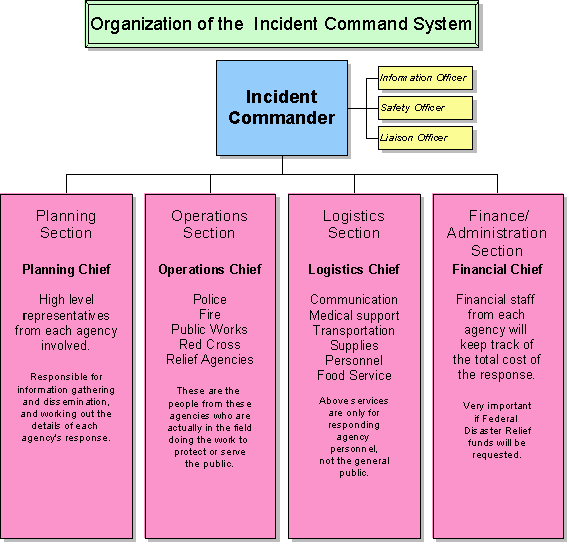 Organization of the Incident Command System
Incident
Commander
Information Officer
Safety Officer
Liaison Officer
Planning
Section
Planning Chief
High level
representatives
from each agency
involved.
Responsible for
information gathering
and dissemination,
and working out the
details of each
agency's response.
Operations
Section
Operations Chief
Police
Fire
Public Works
Red Cross
Relief Agencies
These are the
people from these
agencies who are
actually in the field
doing the work to
protect or serve
the public.
Logistics
Section
Logistics Chief
Communication
Medical support
Transportation
Supplies
Personnel
Food Service
Above services
are only for
responding
agency
personnel,
not the general
public.
Finance/
Administration
Section
Financial Chief
Financial staff
from each
agency will
keep track of
the total cost of
the response.
Very important
if Federal
Disaster Relief
funds will be
requested.